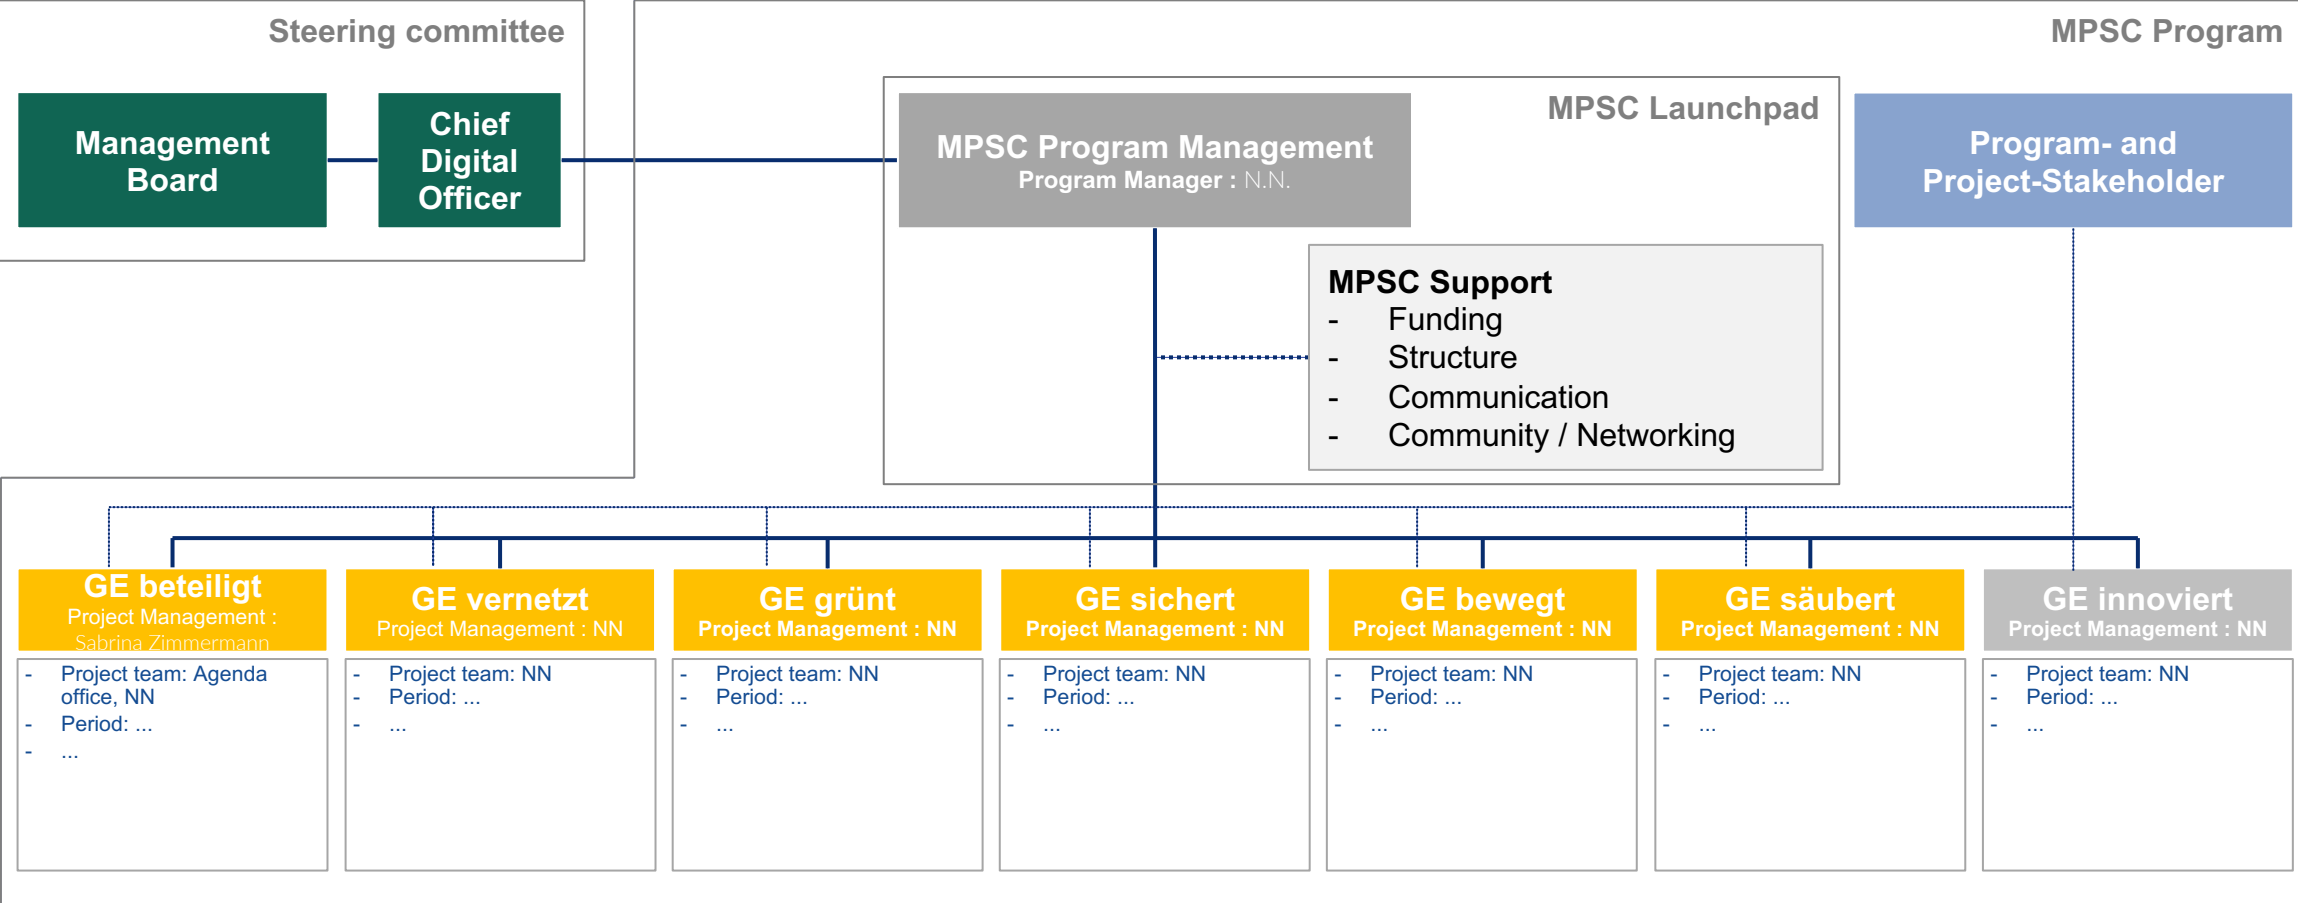 Steering committee
MPSC Program
Management
Board
Chief
Digital
Officer
MPSC Launchpad
MPSC Program Management
Program Manager : N.N.
Program- and
Project-Stakeholder
MPSC Support
- Funding
- Structure
- Communication
- Community / Networking
GE beteiligt
Project Management :
Sabrina Zimmermann
- Project team: Agenda
office, NN
- Period: ...
- ...
GE vernetzt
Project Management : NN
- Project team: NN
- Period: ...
- ...
GE grünt
Project Management : NN
- Project team: NN
- Period: ...
- ...
GE sichert
Project Management : NN
- Project team: NN
- Period: ...
- ...
GE bewegt
Project Management : NN
- Project team: NN
- Period: ...
- ...
GE säubert
Project Management : NN
- Project team: NN
- Period: ...
- ...
GE innoviert
Project Management : NN
- Project team: NN
- Period: ...
- ...